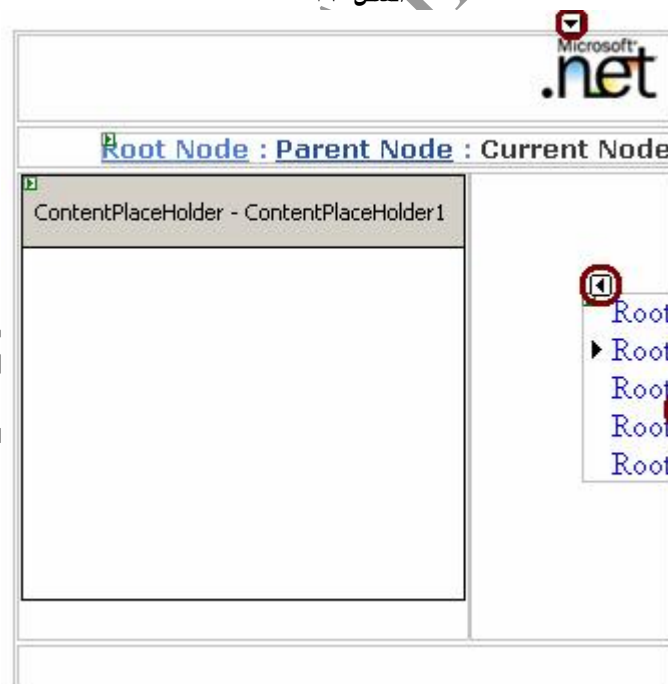 Microsoft
.net
Root Node : Parent Node : Current Node
ContentPlaceHolder - ContentPlaceHolder1
Root
Root
Root
Root
Root